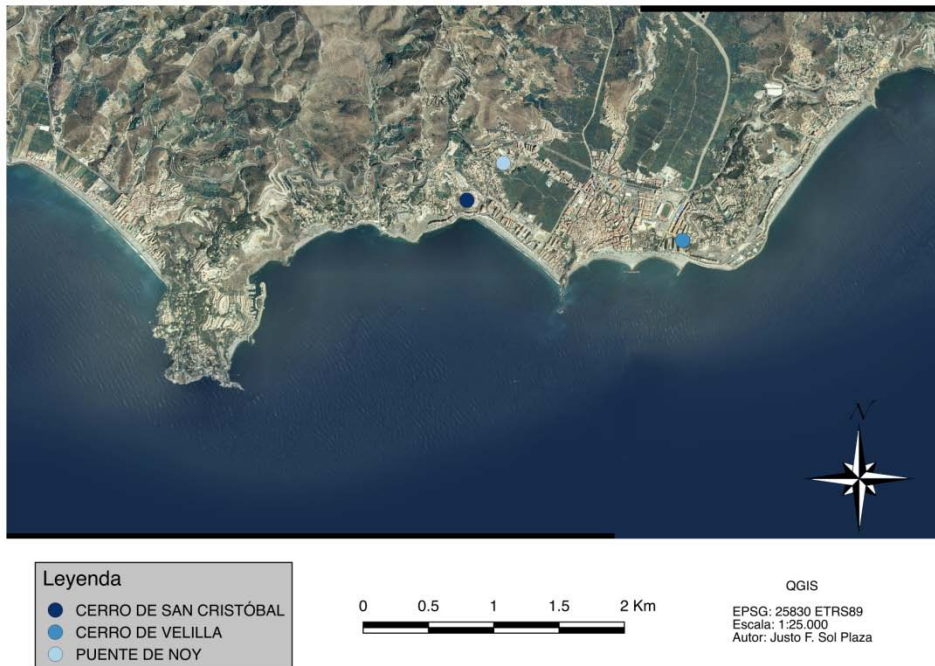 N
Leyenda
CERRO DE SAN CRISTÓBAL
CERRO DE VELILLA
PUENTE DE NOY
0 0.5 1 1.5 2 Km
QGIS
EPSG: 25830 ETRS89
Escala: 1:25.000
Autor: Justo F. Sol Plaza